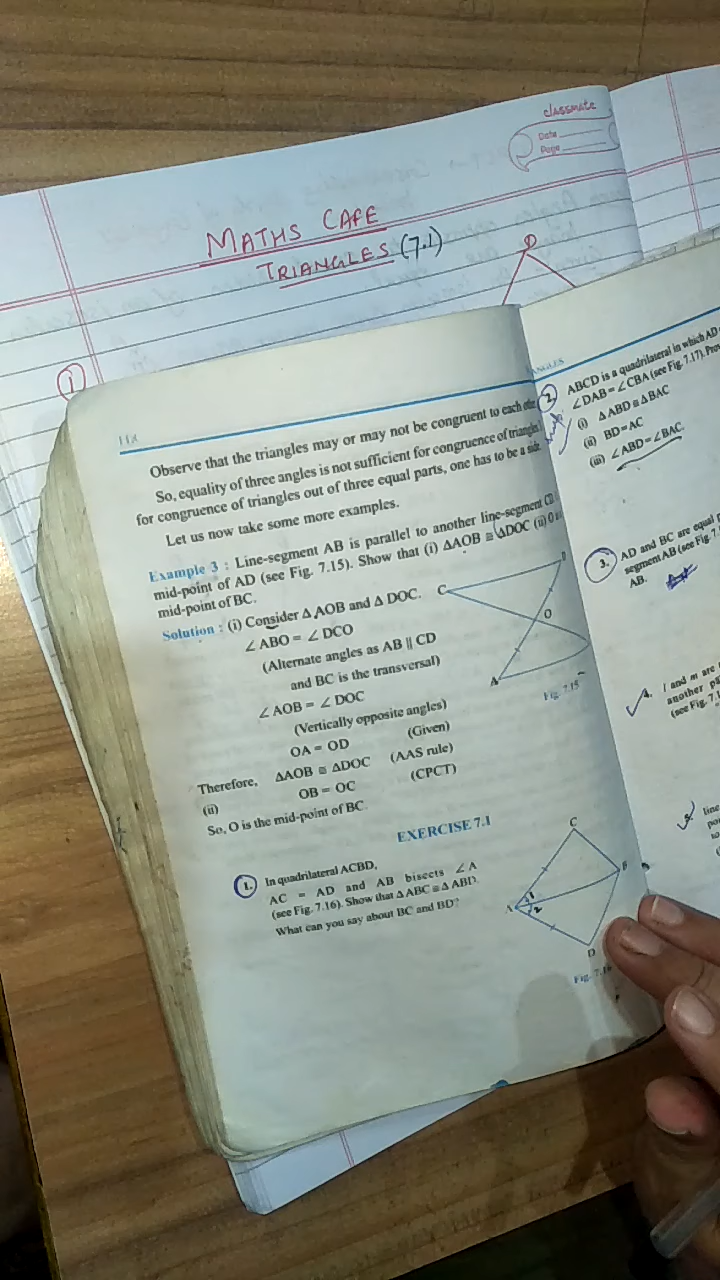 classmate
Date
Page
MATHS CAFE
TRIANGLES (7.1)
1
118
Observe that the triangles may or may not be congruent to each
So, equality of three angles is not sufficient for congruence of triangles
for congruence of triangles out of three equal parts, one has to be a side.
Let us now take some more examples.
Example 3 : Line-segment AB is parallel to another line-segment CD
mid-point of AD (see Fig. 7.15). Show that (i) ΔAOB ≅ ΔDOC (ii) O
mid-point of BC.
Solution : (i) Consider Δ AOB and Δ DOC.
∠ ABO = ∠ DCO
(Alternate angles as AB || CD
and BC is the transversal)
∠ AOB = ∠ DOC
(Vertically opposite angles)
OA = OD (Given)
Therefore, ΔAOB ≅ ΔDOC (AAS rule)
(ii) OB = OC (CPCT)
So, O is the mid-point of BC.
C
O
A
Fig. 7.15
EXERCISE 7.1
1. In quadrilateral ACBD,
AC = AD and AB bisects ∠ A
(see Fig. 7.16). Show that Δ ABC ≅ Δ ABD.
What can you say about BC and BD?
C
B
A 1
2
D
Fig. 7.16
2. ABCD is a quadrilateral in which AD
∠ DAB = ∠ CBA (see Fig. 7.17). Prov
(i) Δ ABD ≅ Δ BAC
(ii) BD = AC
(iii) ∠ ABD = ∠ BAC.
3. AD and BC are equal
segment AB (see Fig. 7.
AB.
4. l and m are
another pa
(see Fig. 7.1
line